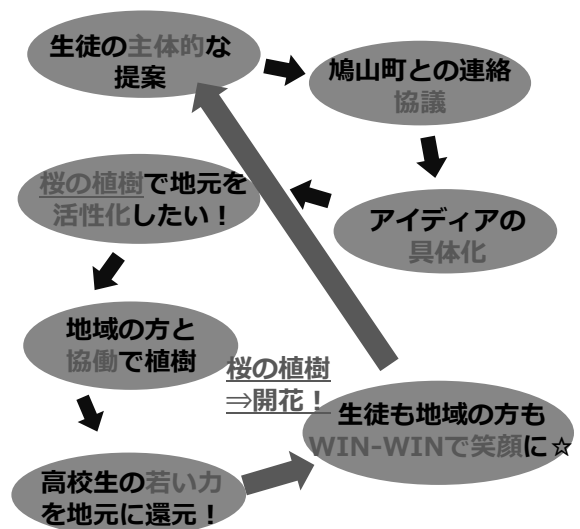 生徒の主体的な
提案
鳩山町との連絡
協議
アイディアの
具体化
桜の植樹で地元を
活性化したい！
地域の方と
協働で植樹
高校生の若い力
を地元に還元！
桜の植樹
⇒開花！
生徒も地域の方も
WIN-WINで笑顔に☆